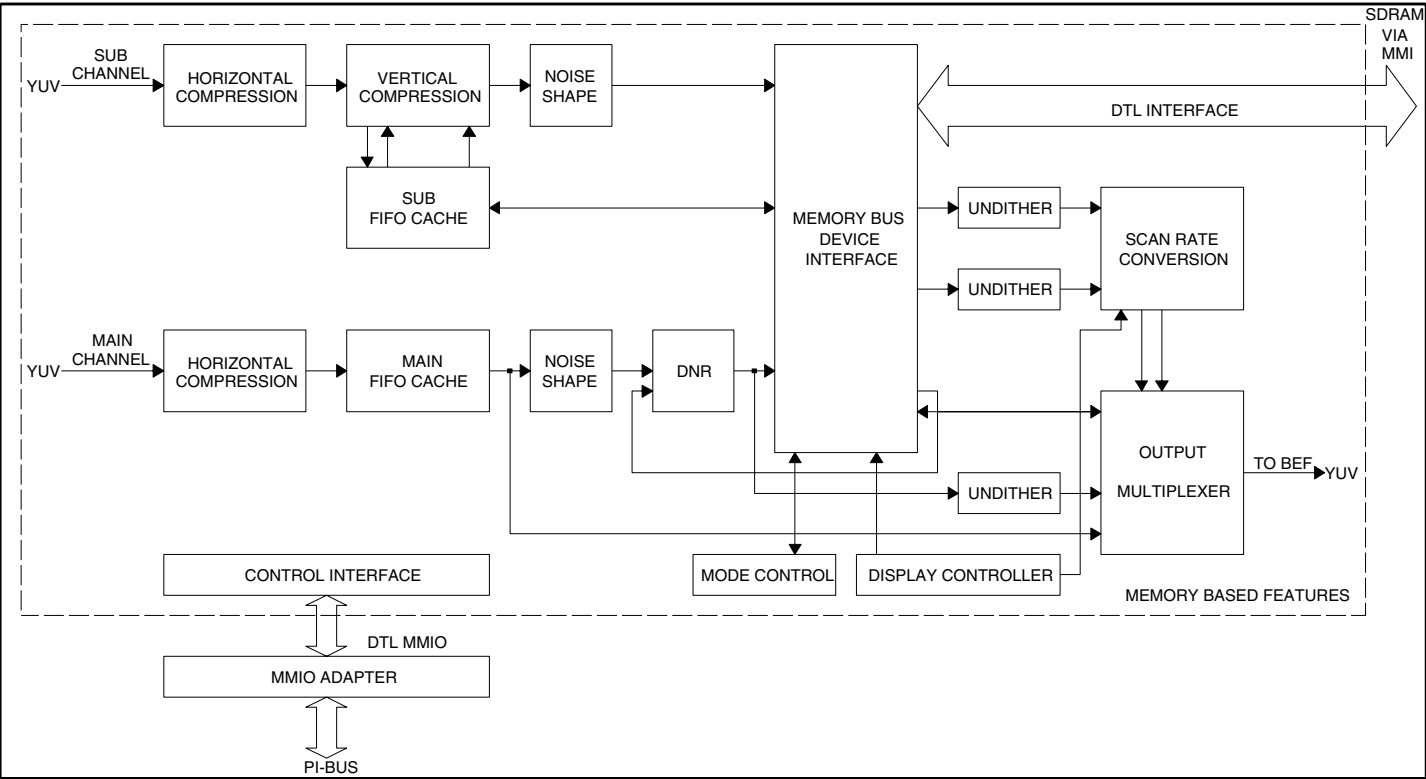 SDRAM
VIA
MMI
SUB
CHANNEL
YUV
HORIZONTAL
COMPRESSION
VERTICAL
COMPRESSION
NOISE
SHAPE
DTL INTERFACE
SUB
FIFO CACHE
MEMORY BUS
DEVICE
INTERFACE
UNDITHER
SCAN RATE
CONVERSION
UNDITHER
MAIN
CHANNEL
YUV
HORIZONTAL
COMPRESSION
MAIN
FIFO CACHE
NOISE
SHAPE
DNR
OUTPUT
MULTIPLEXER
TO BEF
YUV
UNDITHER
CONTROL INTERFACE
MODE CONTROL
DISPLAY CONTROLLER
MEMORY BASED FEATURES
DTL MMIO
MMIO ADAPTER
PI-BUS